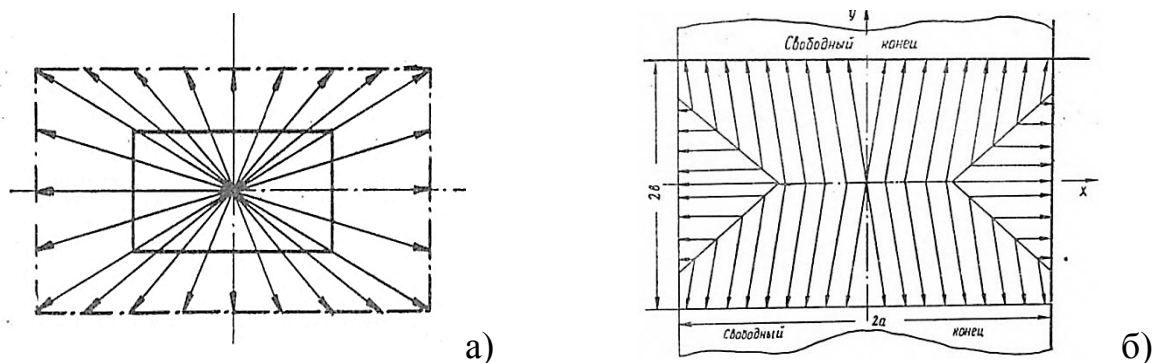 y
Свободный конец
2в
x
2а
Свободный конец
а)
б)